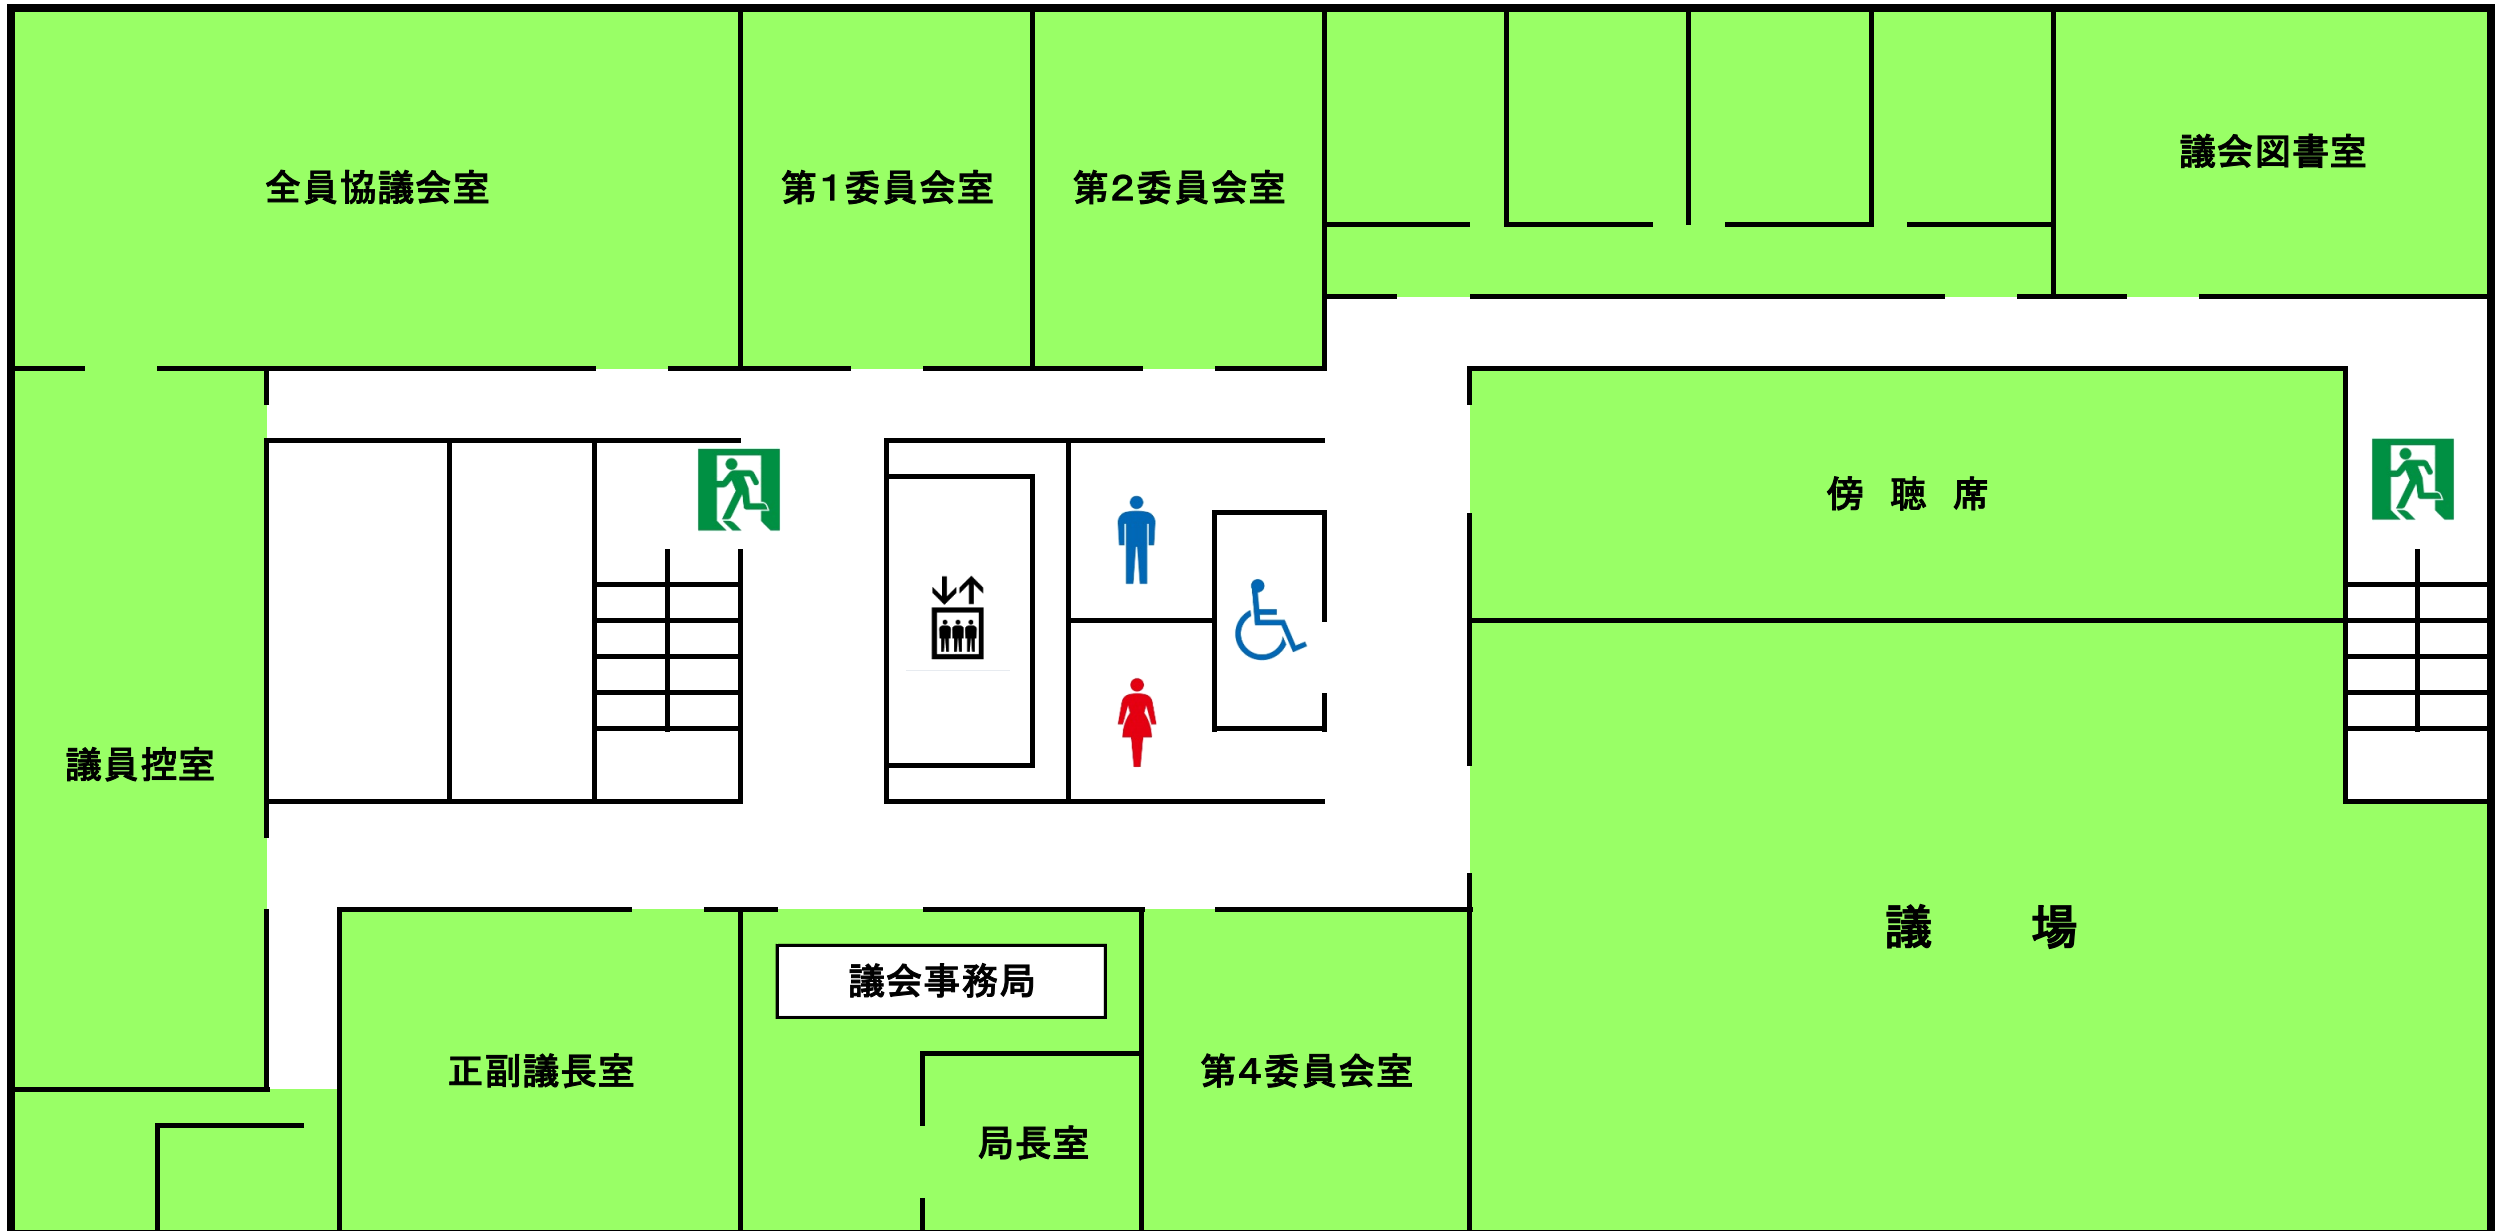 全員協議会室
第1委員会室
第2委員会室
議会図書室
傍 聴 席
議員控室
議 場
議会事務局
正副議長室
第4委員会室
局長室